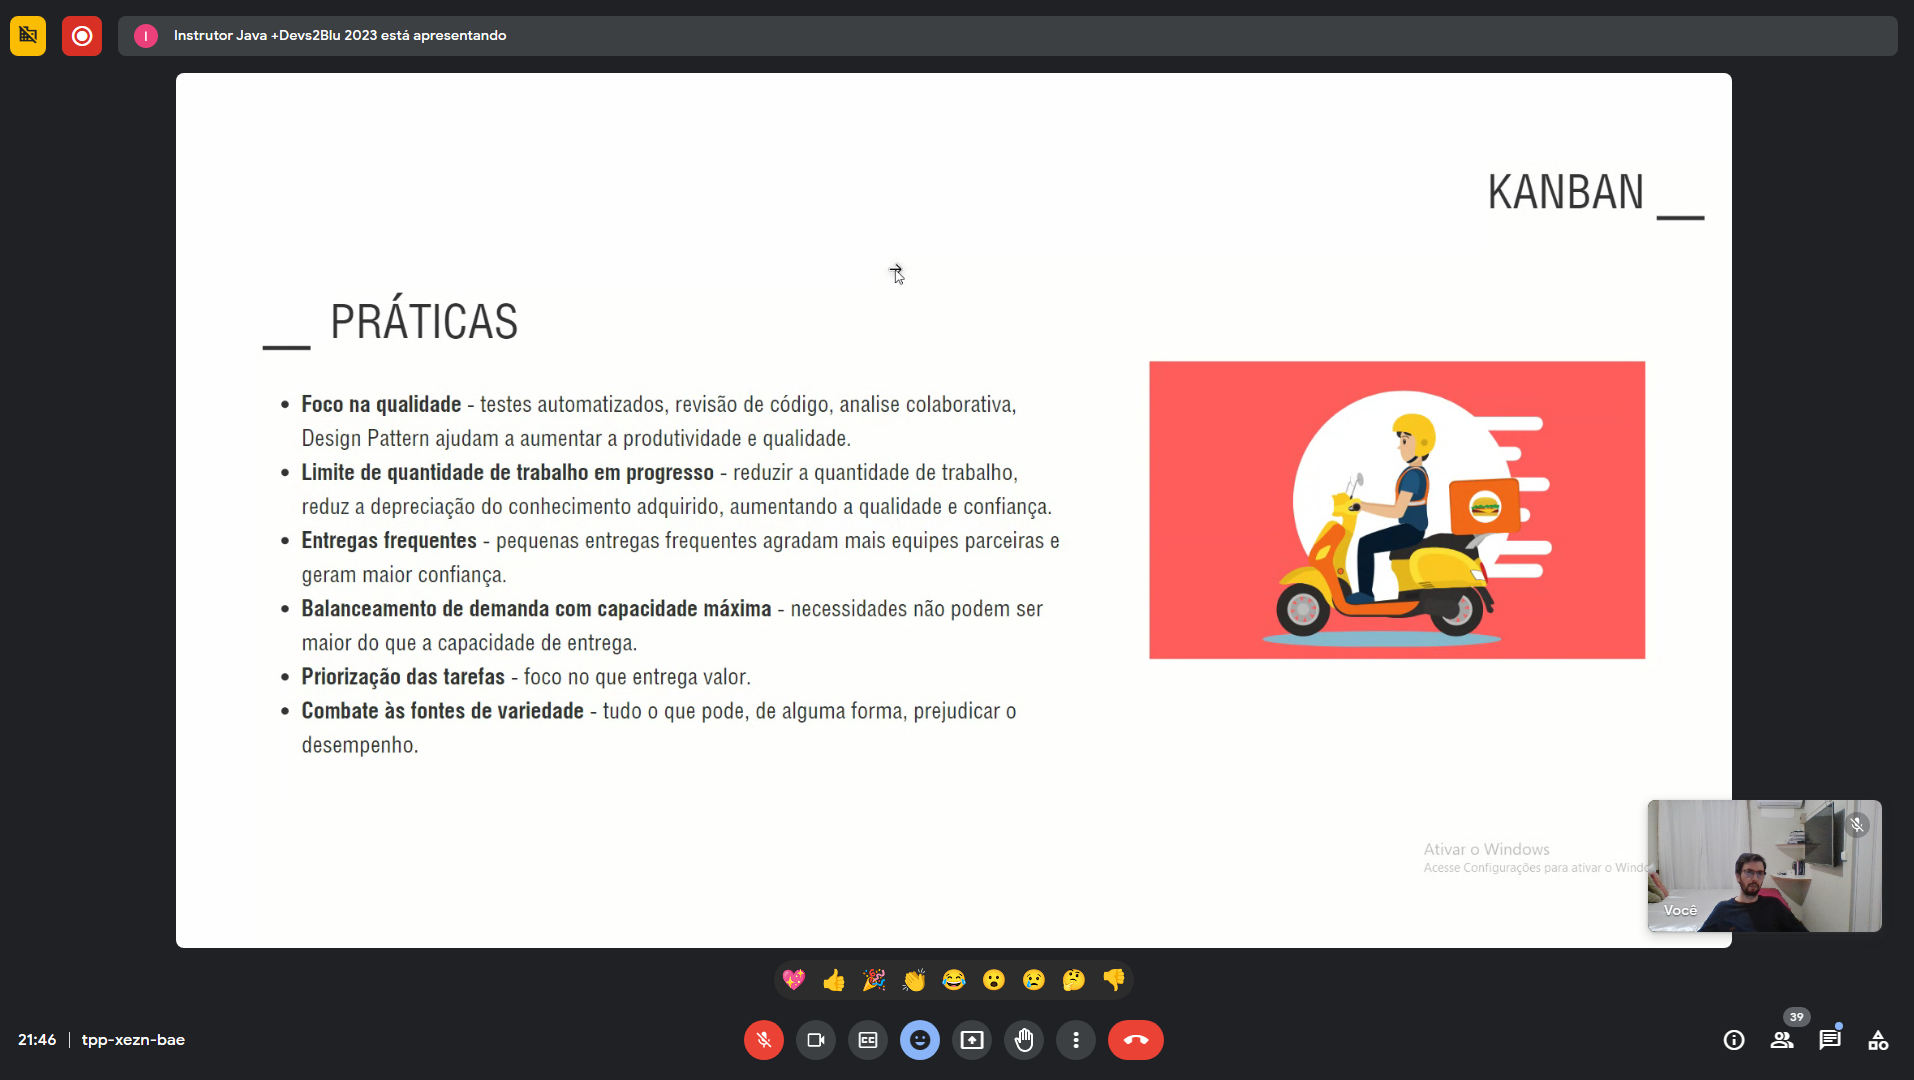 Instrutor Java +Devs2Blu 2023 está apresentando
I
KANBAN __
__ PRÁTICAS
• Foco na qualidade - testes automatizados, revisão de código, analise colaborativa,
Design Pattern ajudam a aumentar a produtividade e qualidade.
• Limite de quantidade de trabalho em progresso - reduzir a quantidade de trabalho,
reduz a depreciação do conhecimento adquirido, aumentando a qualidade e confiança.
• Entregas frequentes - pequenas entregas frequentes agradam mais equipes parceiras e
geram maior confiança.
• Balanceamento de demanda com capacidade máxima - necessidades não podem ser
maior do que a capacidade de entrega.
• Priorização das tarefas - foco no que entrega valor.
• Combate às fontes de variedade - tudo o que pode, de alguma forma, prejudicar o
desempenho.
Ativar o Windows
Acesse Configurações para ativar o Windo
Você
21:46 | tpp-xezn-bae
39